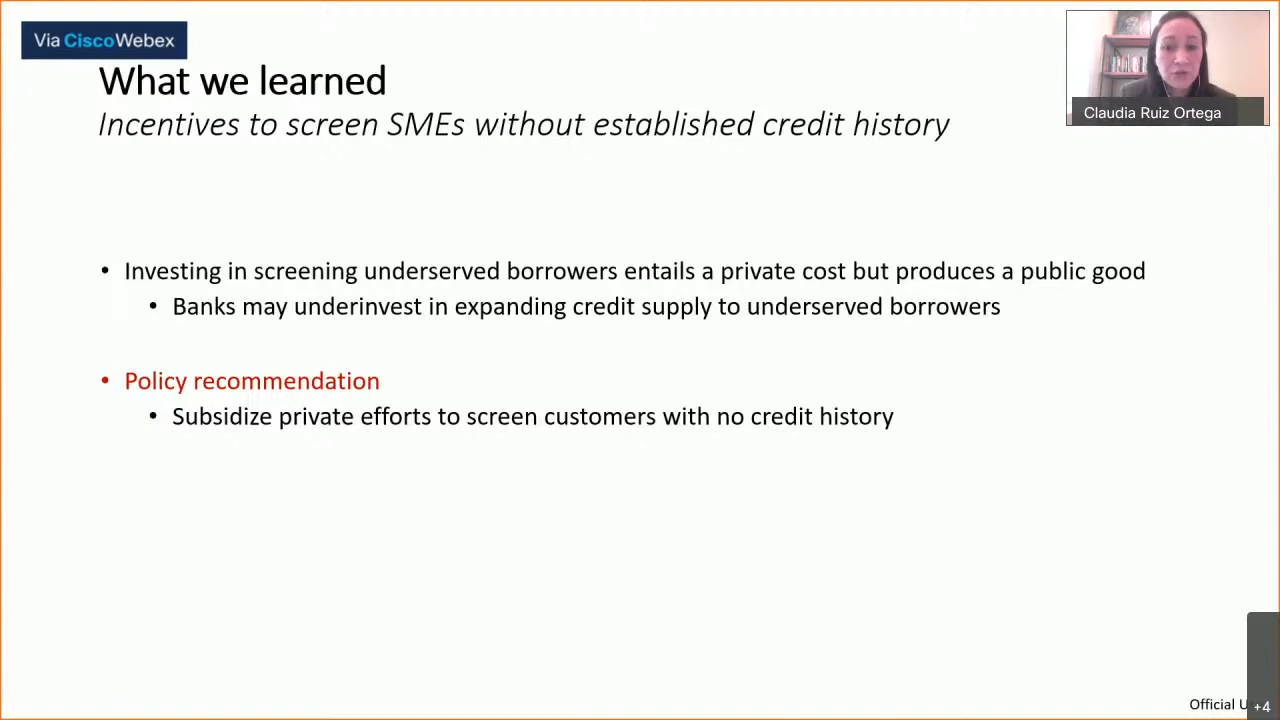 Via CiscoWebex
What we learned
Incentives to screen SMEs without established credit history
Claudia Ruiz Ortega
• Investing in screening underserved borrowers entails a private cost but produces a public good
• Banks may underinvest in expanding credit supply to underserved borrowers
• Policy recommendation
• Subsidize private efforts to screen customers with no credit history
Official
+4